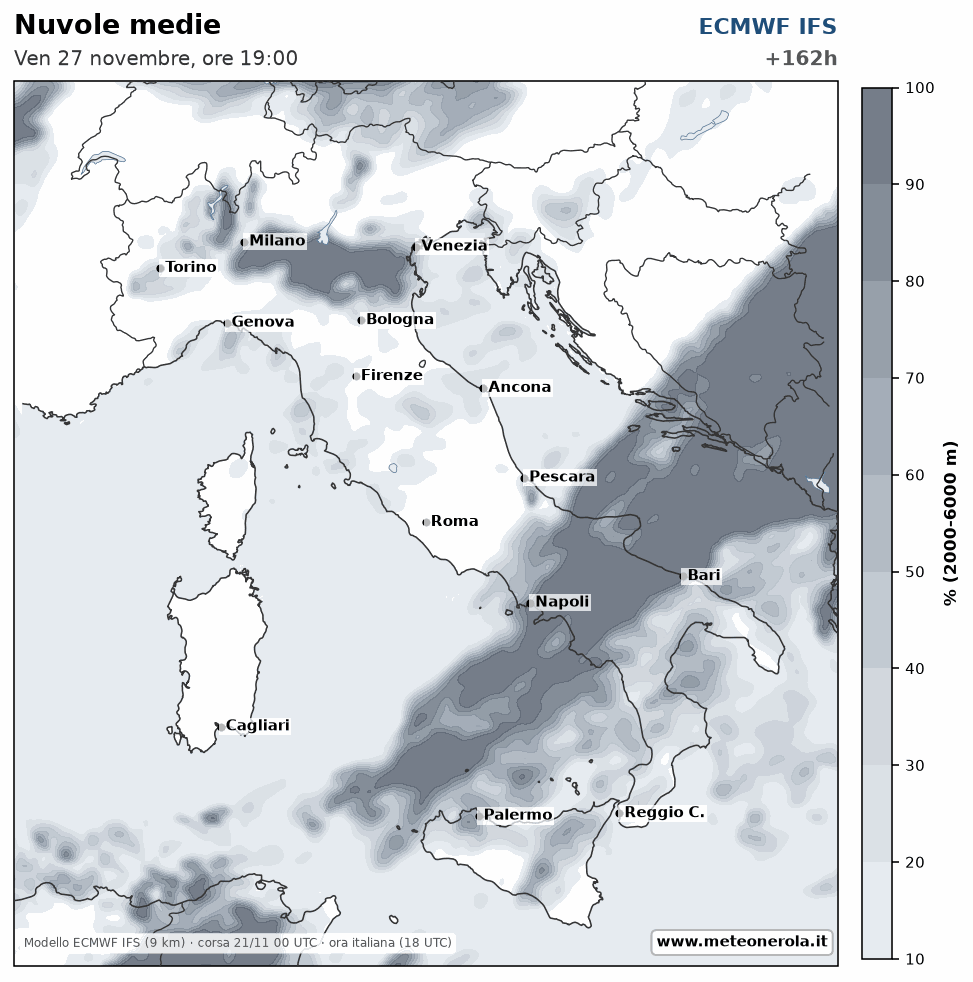 Nuvole medie
ECMWF IFS
Ven 27 novembre, ore 19:00
+162h
100
90
80
70
60
50
40
30
20
10
% (2000-6000 m)
Milano
Venezia
Torino
Genova
Bologna
Firenze
Ancona
Pescara
Roma
Bari
Napoli
Cagliari
Palermo
Reggio C.
Modello ECMWF IFS (9 km) · corsa 21/11 00 UTC · ora italiana (18 UTC)
www.meteonerola.it